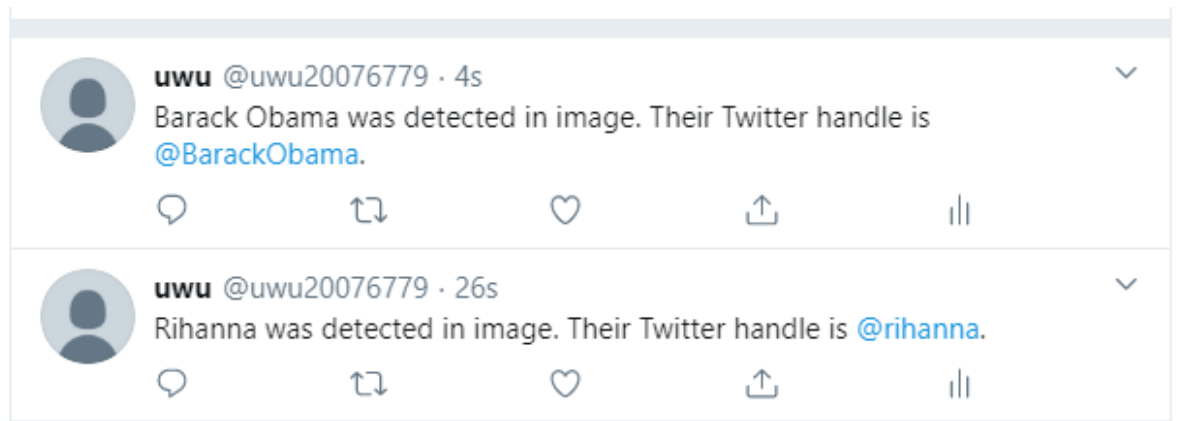 uwu @uwu20076779 · 4s
Barack Obama was detected in image. Their Twitter handle is
@BarackObama.
uwu @uwu20076779 · 26s
Rihanna was detected in image. Their Twitter handle is @rihanna.